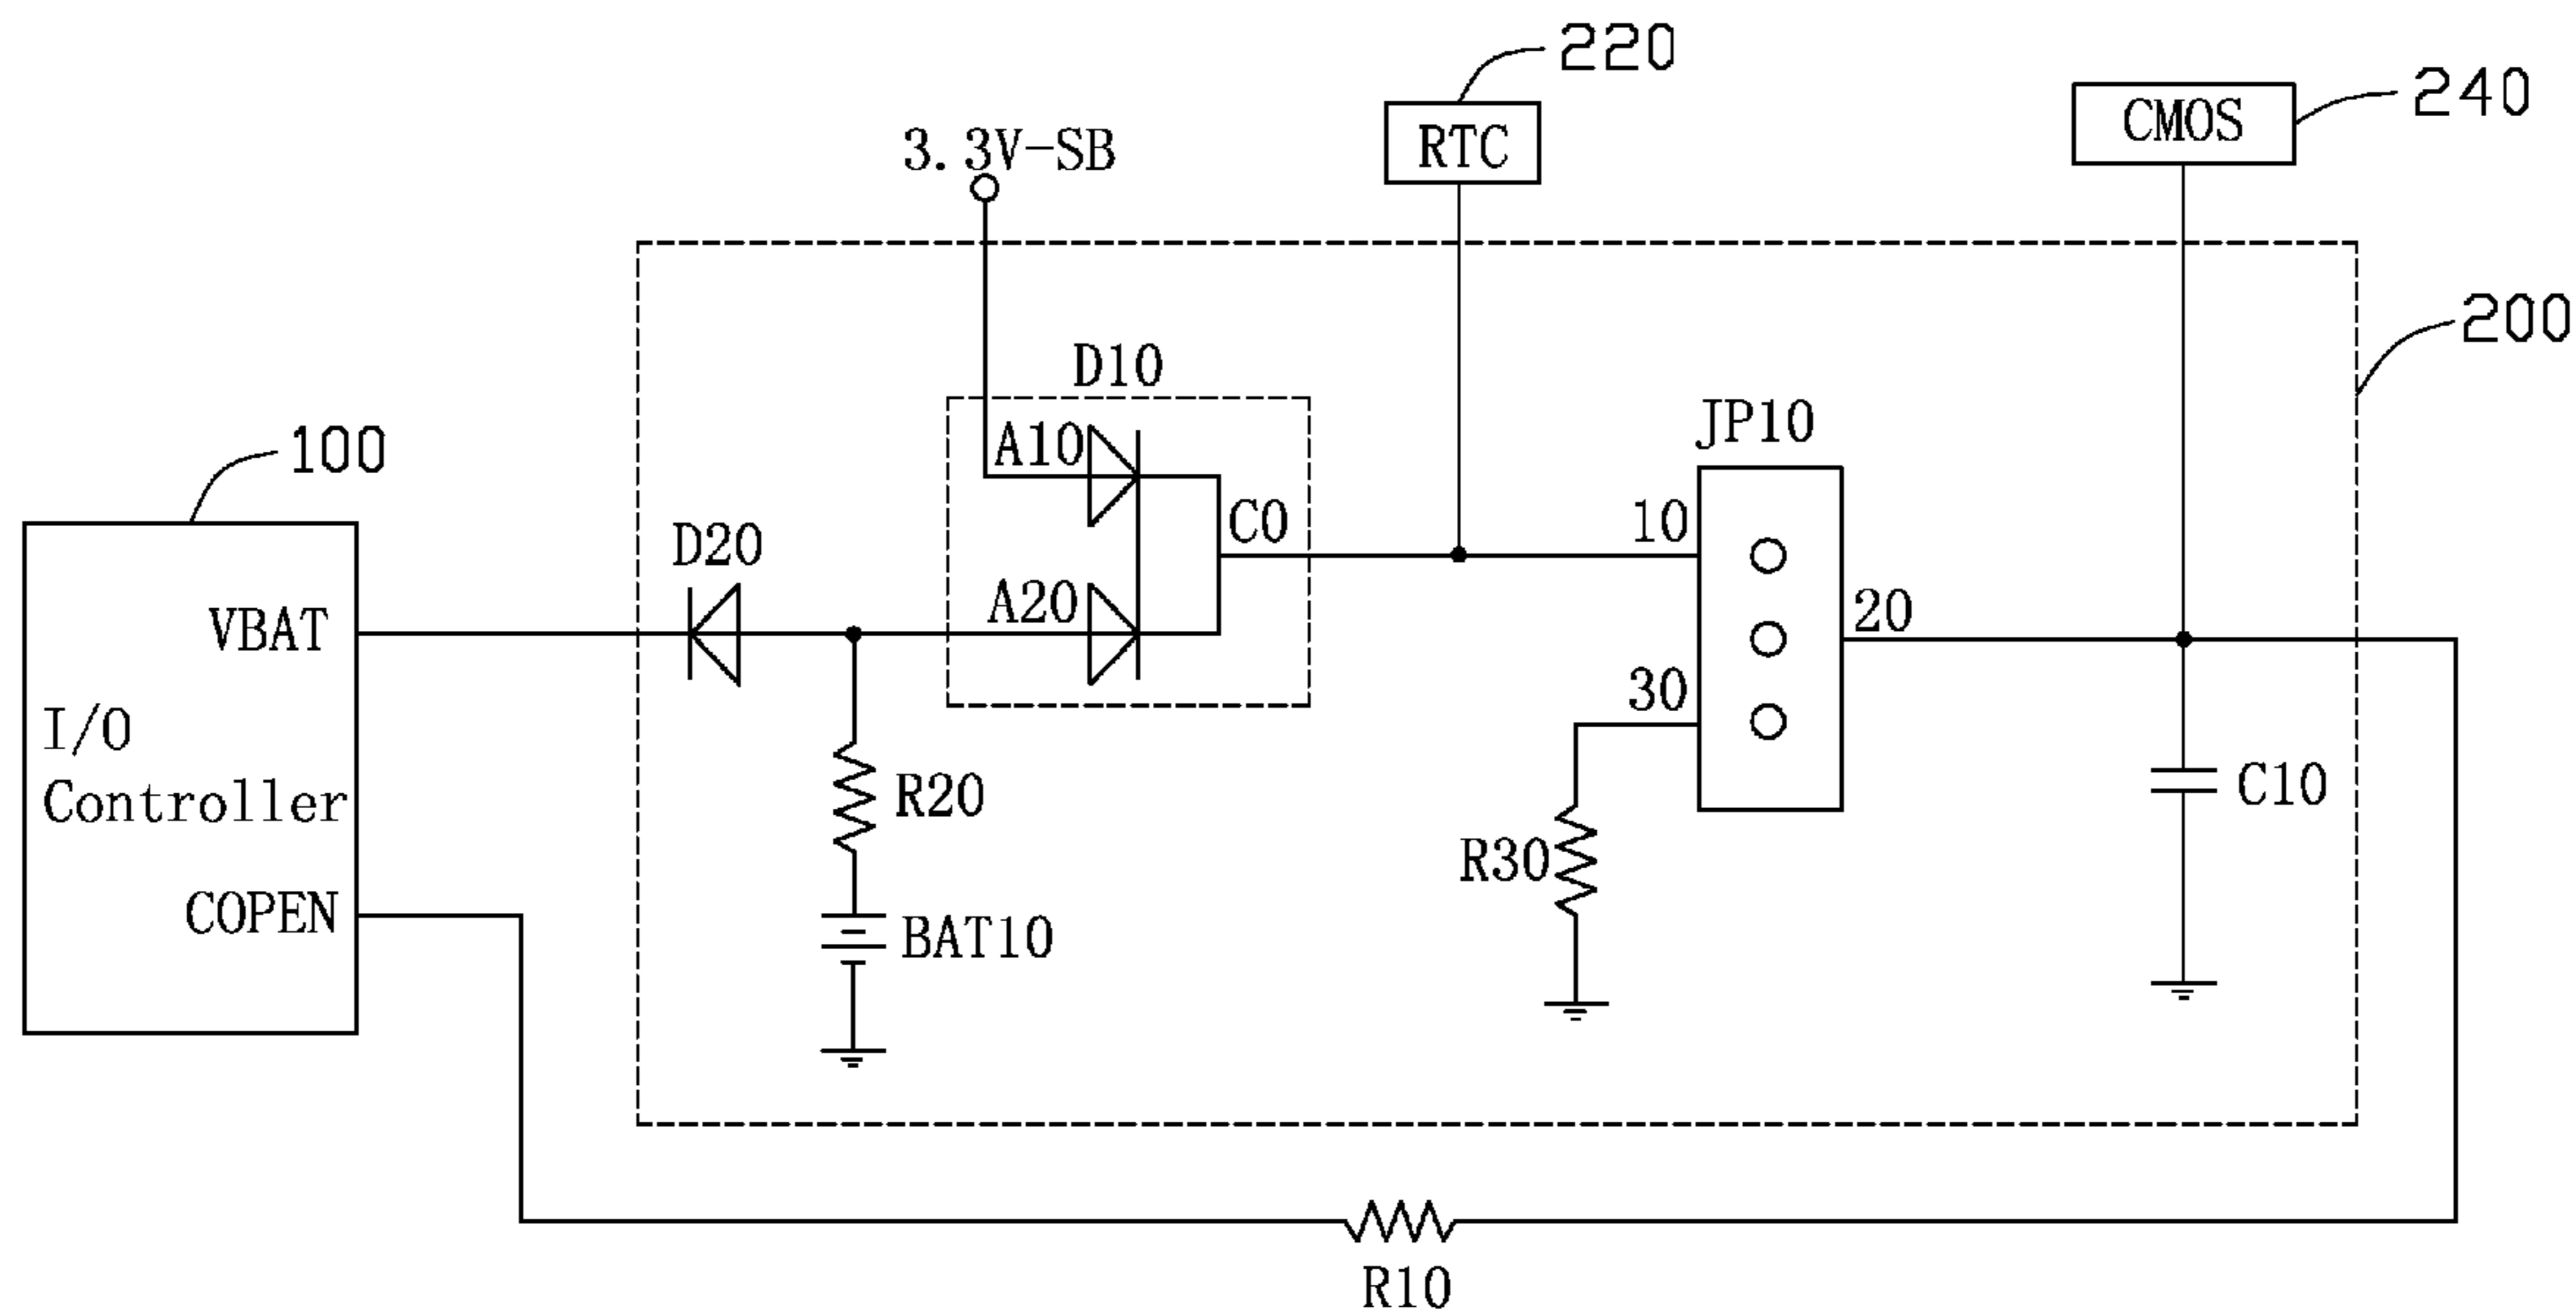 220
240
CMOS
RTC
3.3V-SB
200
D10
JP10
100
A10
10
C0
D20
A20
20
VBAT
30
I/O
Controller
R20
C10
R30
COPEN
BAT10
R10